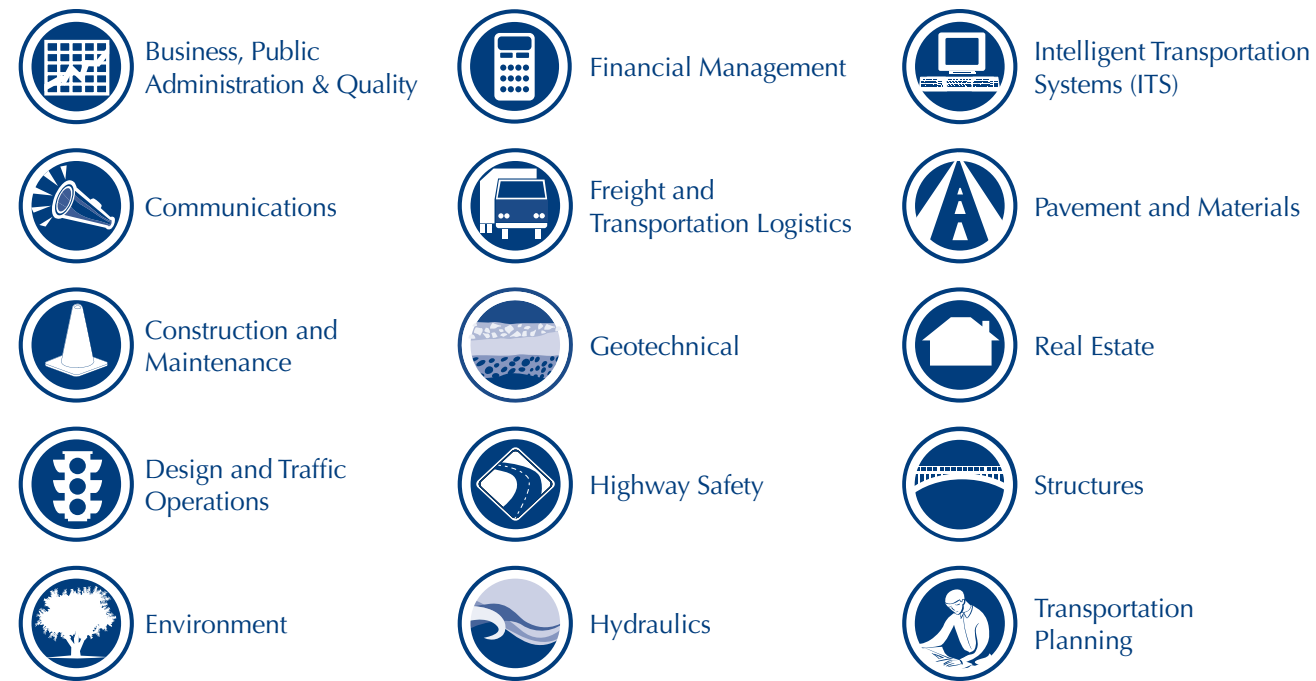 Business, Public
Administration & Quality
Communications
Construction and
Maintenance
Design and Traffic
Operations
Environment
Financial Management
Freight and
Transportation Logistics
Geotechnical
Highway Safety
Hydraulics
Intelligent Transportation
Systems (ITS)
Pavement and Materials
Real Estate
Structures
Transportation
Planning